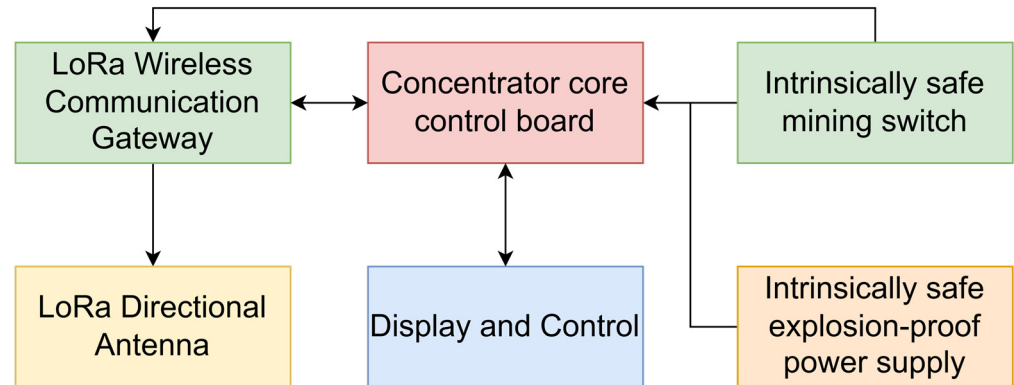 LoRa Wireless
Communication
Gateway
Concentrator core
control board
Intrinsically safe
mining switch
LoRa Directional
Antenna
Display and Control
Intrinsically safe
explosion-proof
power supply